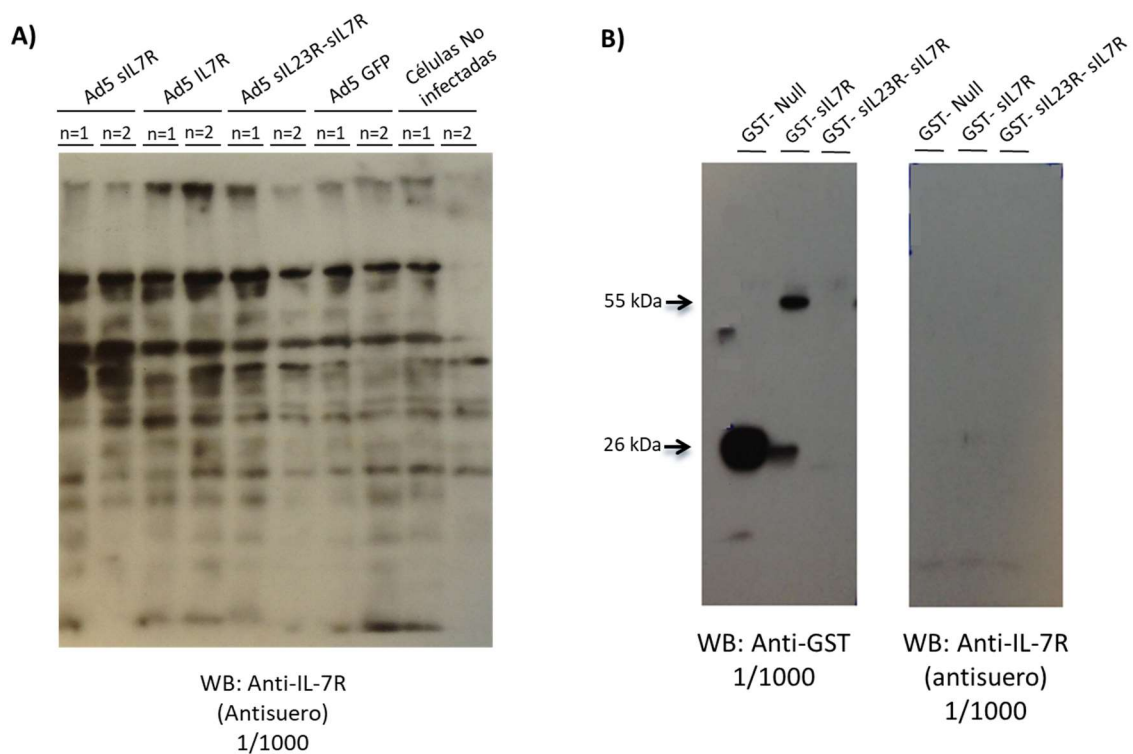 A)
Ad5 sIL7R
Ad5 IL7R
Ad5 sIL23R-sIL7R
Ad5 GFP
Células No
infectadas
n=1 n=2 n=1 n=2 n=1 n=2 n=1 n=2 n=1 n=2
WB: Anti-IL-7R
(Antisuero)
1/1000
B)
GST- Null
GST- sIL7R
GST- sIL23R- sIL7R
GST- Null
GST- sIL7R
GST- sIL23R- sIL7R
55 kDa
26 kDa
WB: Anti-GST
1/1000
WB: Anti-IL-7R
(antisuero)
1/1000